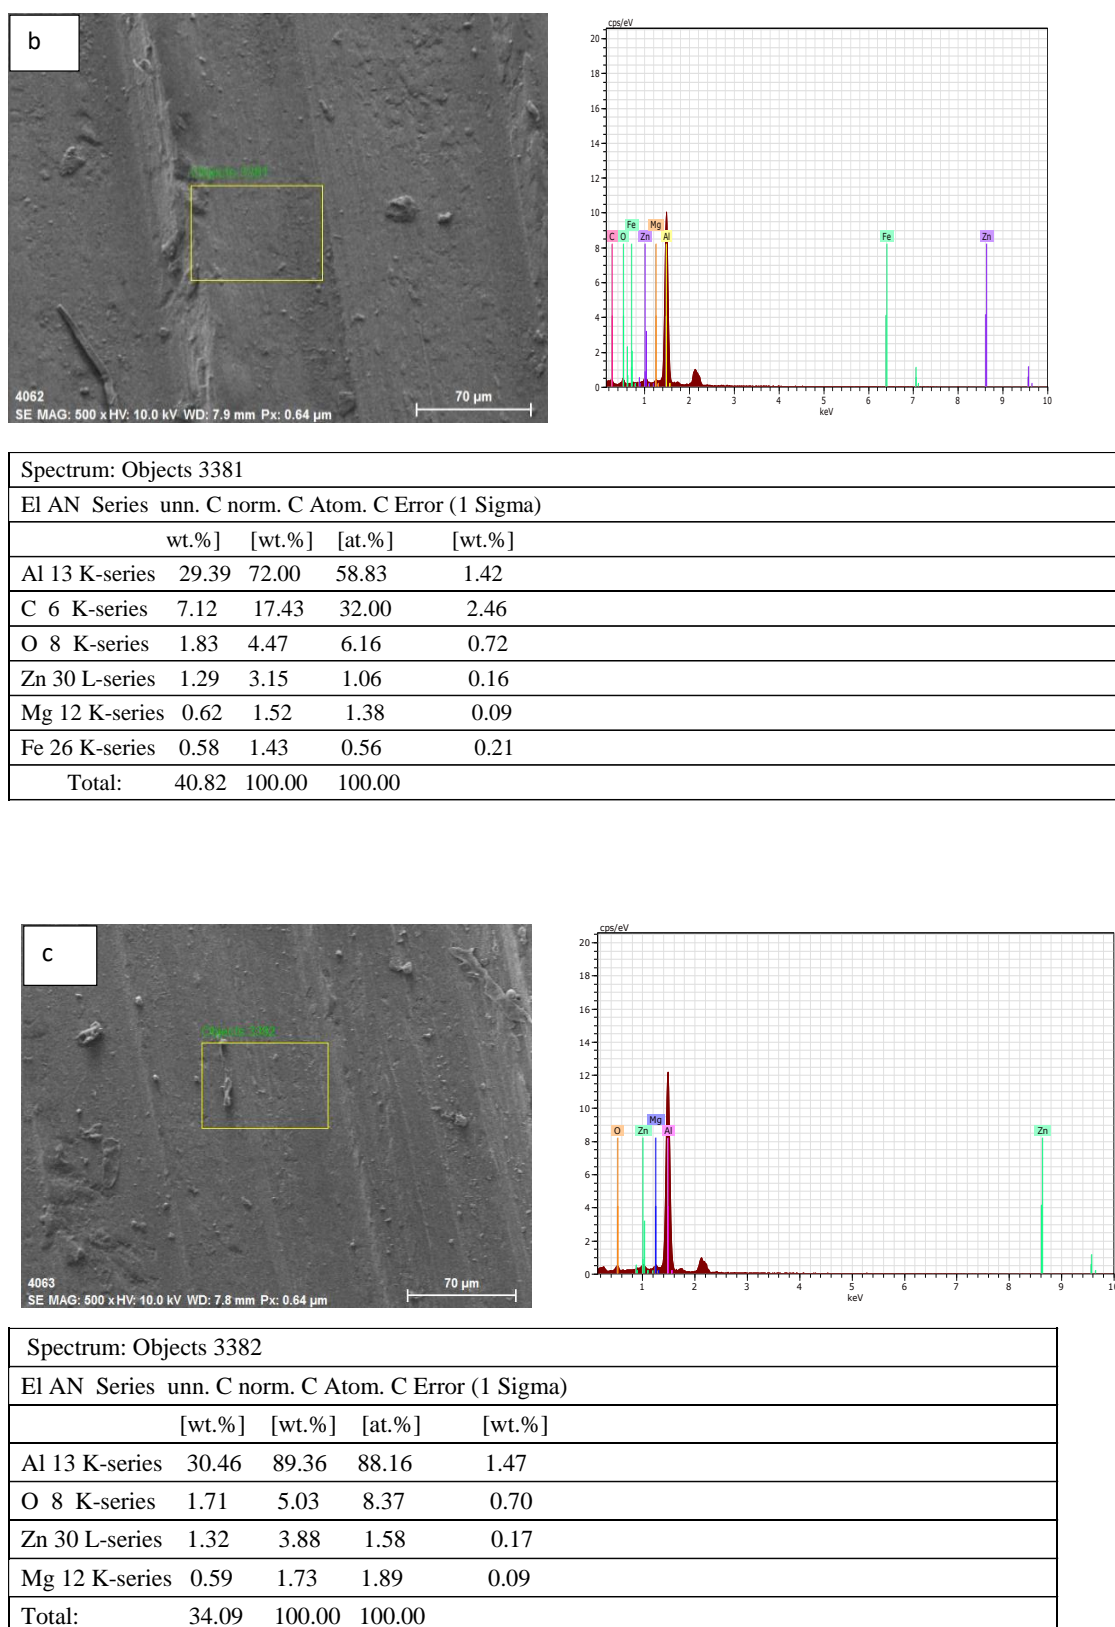 b
Objects 3381
4062
SE MAG: 500 x HV: 10.0 kV WD: 7.9 mm Px: 0.64 µm
70 µm
cps/eV
20
18
16
14
12
10
8
6
4
2
0
Fe Mg
C O Zn Al Fe Zn
1 2 3 4 5 6 7 8 9 10
keV
Spectrum: Objects 3381
El AN Series unn. C norm. C Atom. C Error (1 Sigma)
wt.%] [wt.%] [at.%] [wt.%]
Al 13 K-series 29.39 72.00 58.83 1.42
C 6 K-series 7.12 17.43 32.00 2.46
O 8 K-series 1.83 4.47 6.16 0.72
Zn 30 L-series 1.29 3.15 1.06 0.16
Mg 12 K-series 0.62 1.52 1.38 0.09
Fe 26 K-series 0.58 1.43 0.56 0.21
Total: 40.82 100.00 100.00
c
Objects 3382
4063
SE MAG: 500 x HV: 10.0 kV WD: 7.8 mm Px: 0.64 µm
70 µm
cps/eV
20
18
16
14
12
10
8
6
4
2
0
Mg
O Zn Al Zn
1 2 3 4 5 6 7 8 9 10
keV
Spectrum: Objects 3382
El AN Series unn. C norm. C Atom. C Error (1 Sigma)
[wt.%] [wt.%] [at.%] [wt.%]
Al 13 K-series 30.46 89.36 88.16 1.47
O 8 K-series 1.71 5.03 8.37 0.70
Zn 30 L-series 1.32 3.88 1.58 0.17
Mg 12 K-series 0.59 1.73 1.89 0.09
Total: 34.09 100.00 100.00